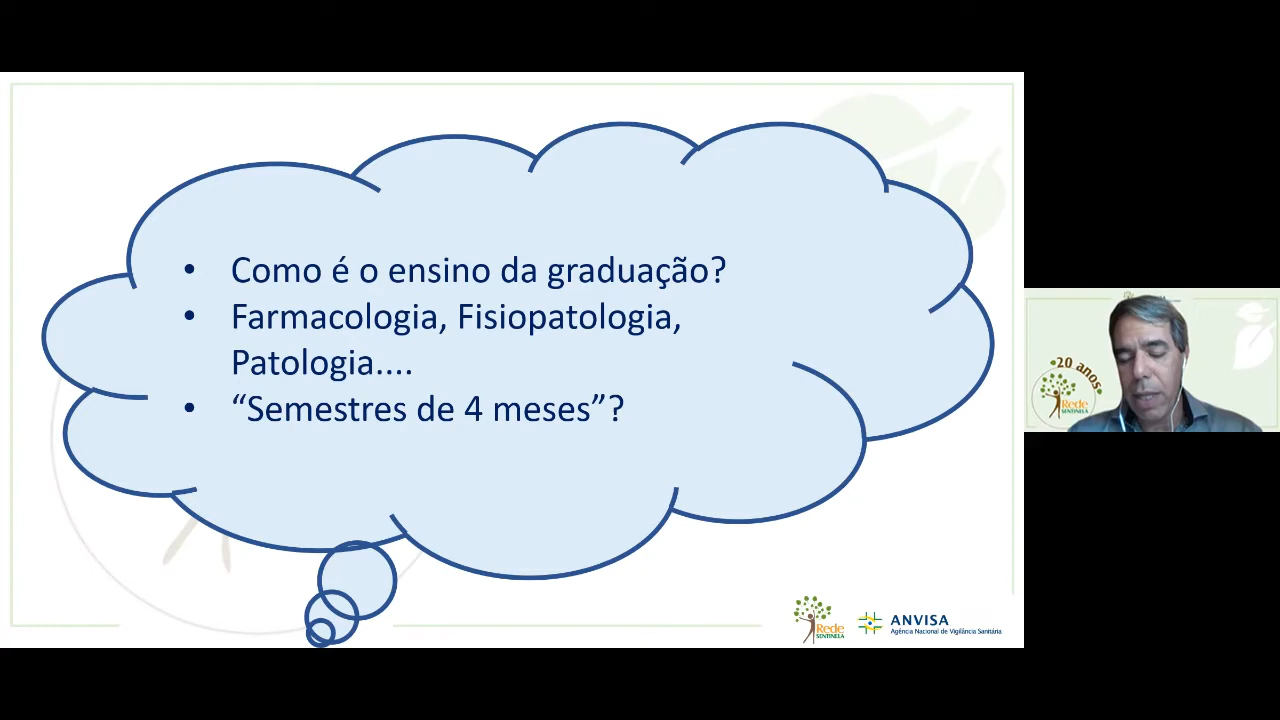 • Como é o ensino da graduação?
• Farmacologia, Fisiopatologia,
Patologia....
• “Semestres de 4 meses”?
Rede
SENTINELA
ANVISA
Agência Nacional de Vigilância Sanitária
20 anos
Rede
SENTINELA